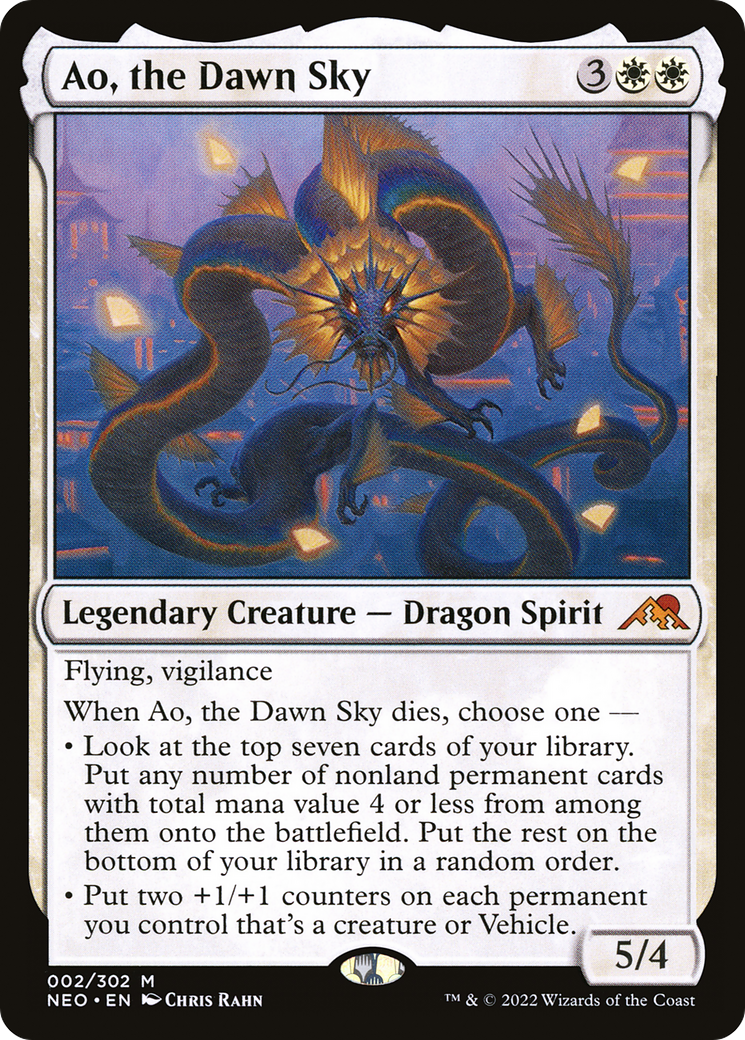 Ao, the Dawn Sky 3
Legendary Creature — Dragon Spirit
Flying, vigilance
When Ao, the Dawn Sky dies, choose one —
• Look at the top seven cards of your library.
Put any number of nonland permanent cards
with total mana value 4 or less from among
them onto the battlefield. Put the rest on the
bottom of your library in a random order.
• Put two +1/+1 counters on each permanent
you control that's a creature or Vehicle.
5/4
002/302 M
NEO • EN Chris Rahn
™ & © 2022 Wizards of the Coast